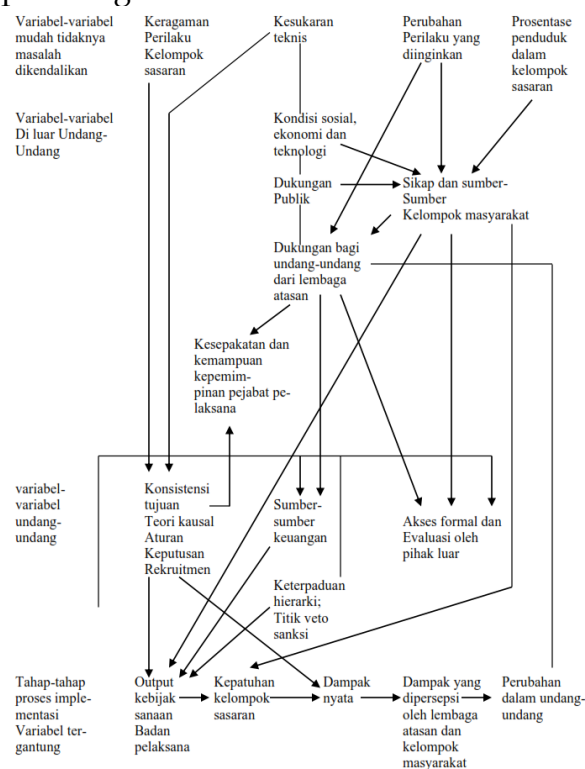 Variabel-variabel
mudah tidaknya
masalah
dikendalikan
Keragaman
Perilaku
Kelompok
sasaran
Kesukaran
teknis
Perubahan
Perilaku yang
diinginkan
Prosentase
penduduk
dalam
kelompok
sasaran
Variabel-variabel
Di luar Undang-
Undang
Kondisi sosial,
ekonomi dan
teknologi
Dukungan
Publik
Sikap dan sumber-
Sumber
Kelompok masyarakat
Dukungan bagi
undang-undang
dari lembaga
atasan
Kesepakatan dan
kemampuan
kepemim-
pinan pejabat pe-
laksana
variabel-
variabel
undang-
undang
Konsistensi
tujuan
Teori kausal
Aturan
Keputusan
Rekruitmen
Sumber-
sumber
keuangan
Akses formal dan
Evaluasi oleh
pihak luar
Keterpaduan
hierarki;
Titik veto
sanksi
Tahap-tahap
proses imple-
mentasi
Variabel ter-
gantung
Output
kebijak
sanaan
Badan
pelaksana
Kepatuhan
kelompok
sasaran
Dampak
nyata
Dampak yang
dipersepsi
oleh lembaga
atasan dan
kelompok
masyarakat
Perubahan
dalam undang-
undang